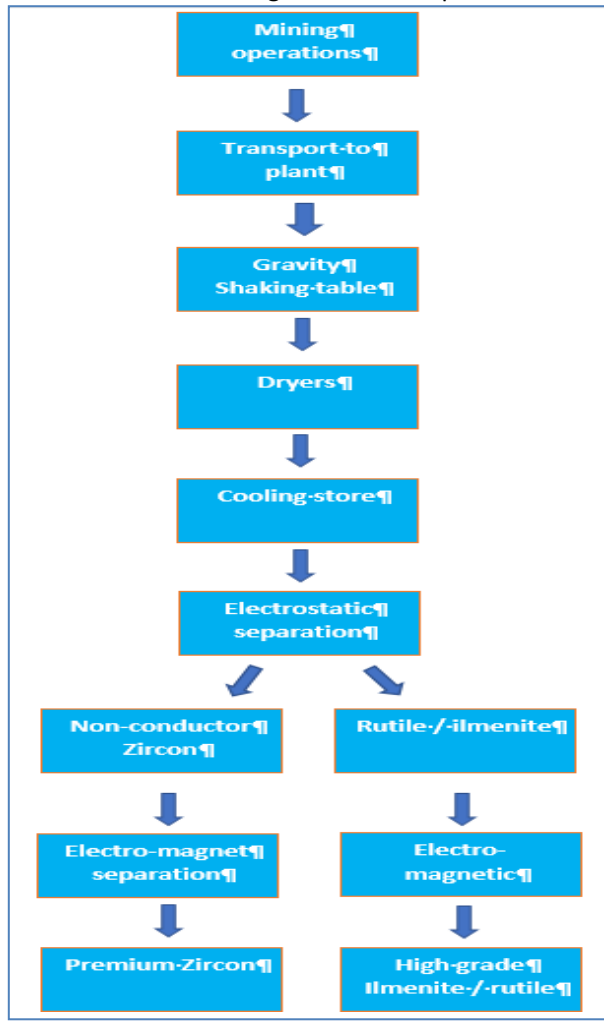 Mining¶
operations¶
Transport·to¶
plant¶
Gravity¶
Shaking·table¶
Dryers¶
Cooling·store¶
Electrostatic¶
separation¶
Non-conductor¶
Zircon¶
Rutile·/·ilmenite¶
Electro-magnet¶
separation¶
Electro-
magnetic¶
Premium·Zircon¶
High·grade¶
Ilmenite·/·rutile¶